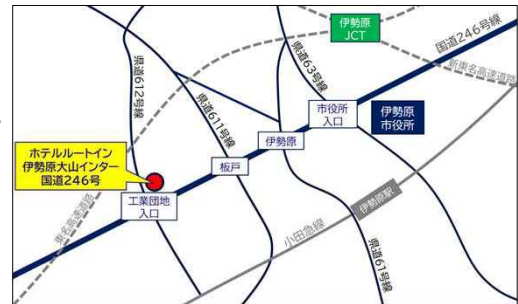 伊勢原
JCT
国道246号線
新東名高速道路
県道63号線
県道612号線
県道611号線
市役所
入口
伊勢原
市役所
伊勢原
板戸
ホテルルートイン
伊勢原大山インター
国道246号
工業団地
入口
伊勢原駅
小田急線
東名高速道路
県道61号線